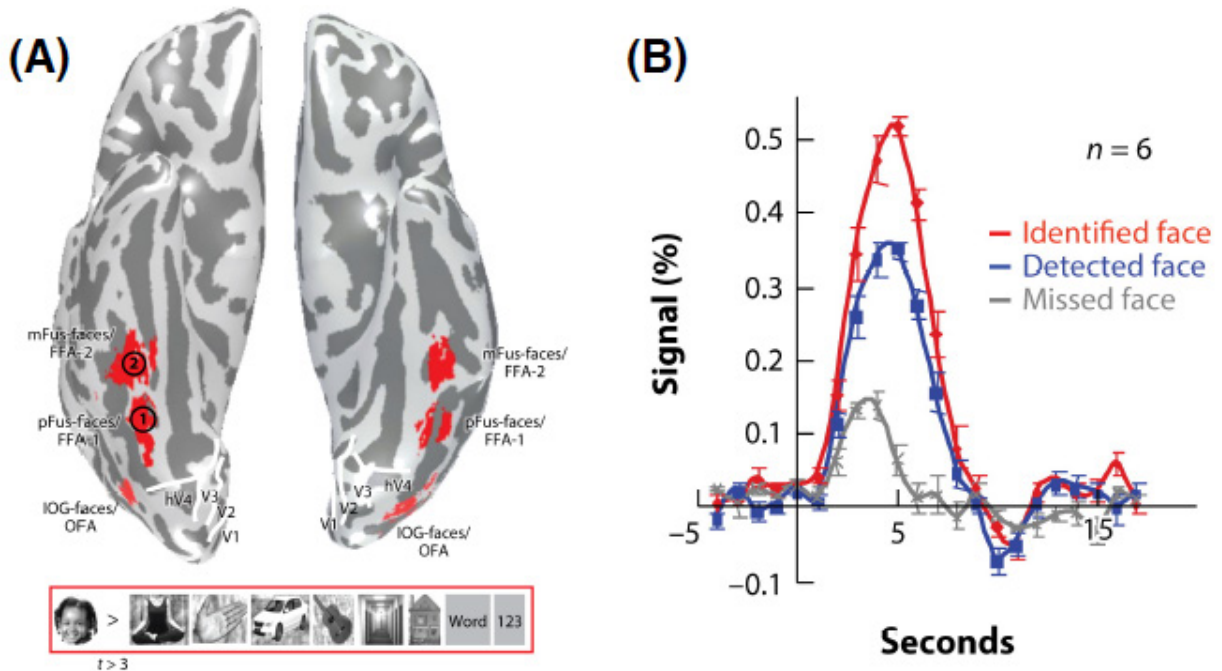 (A)
mFus-faces/
FFA-2
2
pFus-faces/
FFA-1
1
IOG-faces/
OFA
hV4
V3
V2
V1
mFus-faces/
FFA-2
pFus-faces/
FFA-1
IOG-faces/
OFA
hV4
V3
V2
V1
>
Word
123
t > 3
(B)
Signal (%)
0.5
0.4
0.3
0.2
0.1
−0.1
−5
5
15
Seconds
n = 6
Identified face
Detected face
Missed face